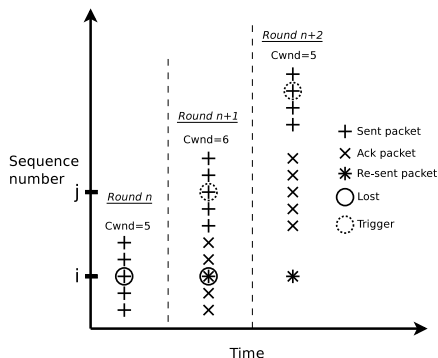 Round n+2
Cwnd=5
Round n+1
Cwnd=6
Round n
Cwnd=5
Sent packet
Ack packet
Re-sent packet
Lost
Trigger
Sequence
number
j
i
Time